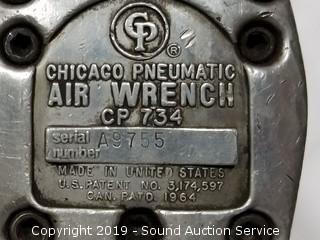 CP
®
CHICAGO PNEUMATIC
AIR WRENCH
CP 734
serial
number A9755
MADE IN UNITED STATES
U.S. PATENT NO. 3,174,597
CAN. PAT'D. 1964
Copyright 2019 - Sound Auction Service